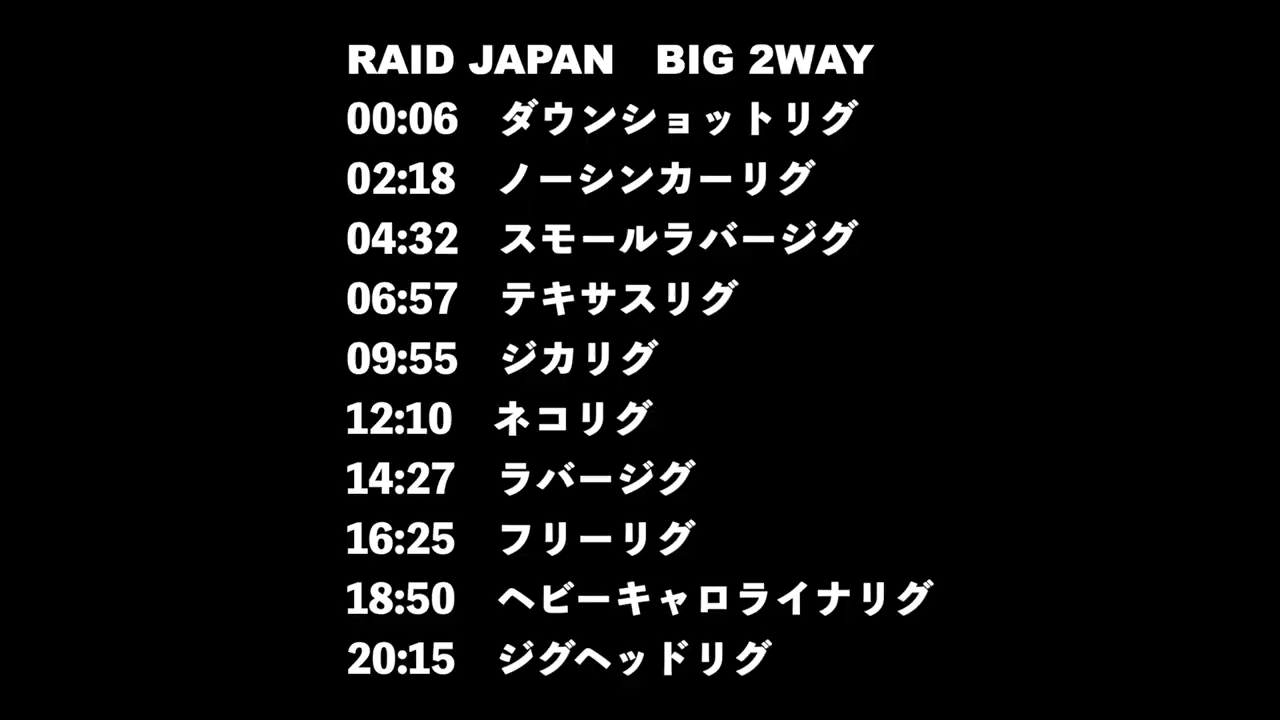 RAID JAPAN　BIG 2WAY
00:06　ダウンショットリグ
02:18　ノーシンカーリグ
04:32　スモールラバージグ
06:57　テキサスリグ
09:55　ジカリグ
12:10　ネコリグ
14:27　ラバージグ
16:25　フリーリグ
18:50　ヘビーキャロライナリグ
20:15　ジグヘッドリグ